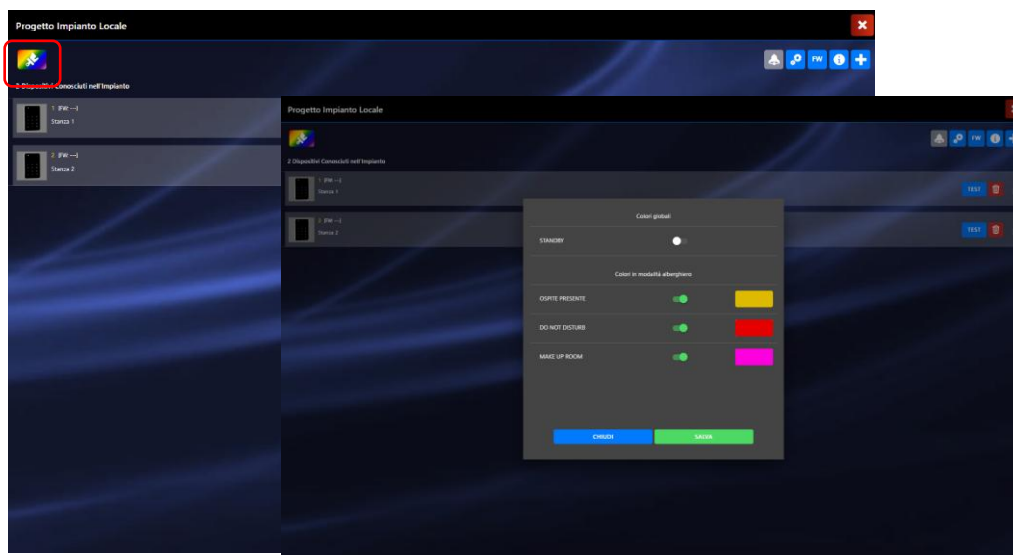 Progetto Impianto Locale
FW
2 Dispositivi Conosciuti nell'Impianto
1 (FW: ---)
Stanza 1
2 (FW: ---)
Stanza 2
Progetto Impianto Locale
FW
2 Dispositivi Conosciuti nell'Impianto
1 (FW: ---)
Stanza 1
TEST
2 (FW: ---)
Stanza 2
TEST
Colori globali
STANDBY
Colori in modalità alberghiero
OSPITE PRESENTE
DO NOT DISTURB
MAKE UP ROOM
CHIUDI SALVA